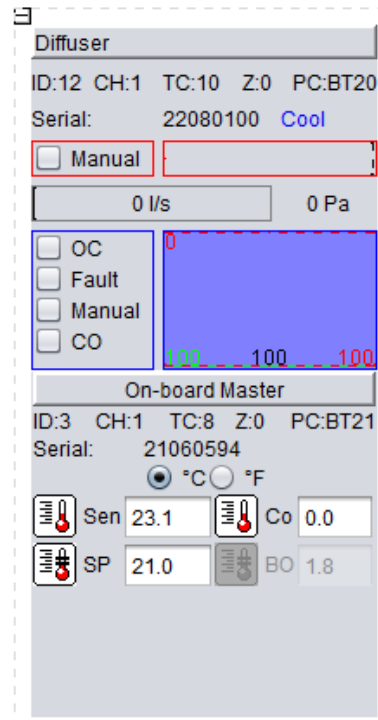 Diffuser
ID:12 CH:1 TC:10 Z:0 PC:BT20
Serial: 22080100 Cool
Manual
0 l/s 0 Pa
OC
Fault
Manual
CO
0
100 100 100
On-board Master
ID:3 CH:1 TC:8 Z:0 PC:BT21
Serial: 21060594
°C °F
Sen 23.1 Co 0.0
SP 21.0 BO 1.8